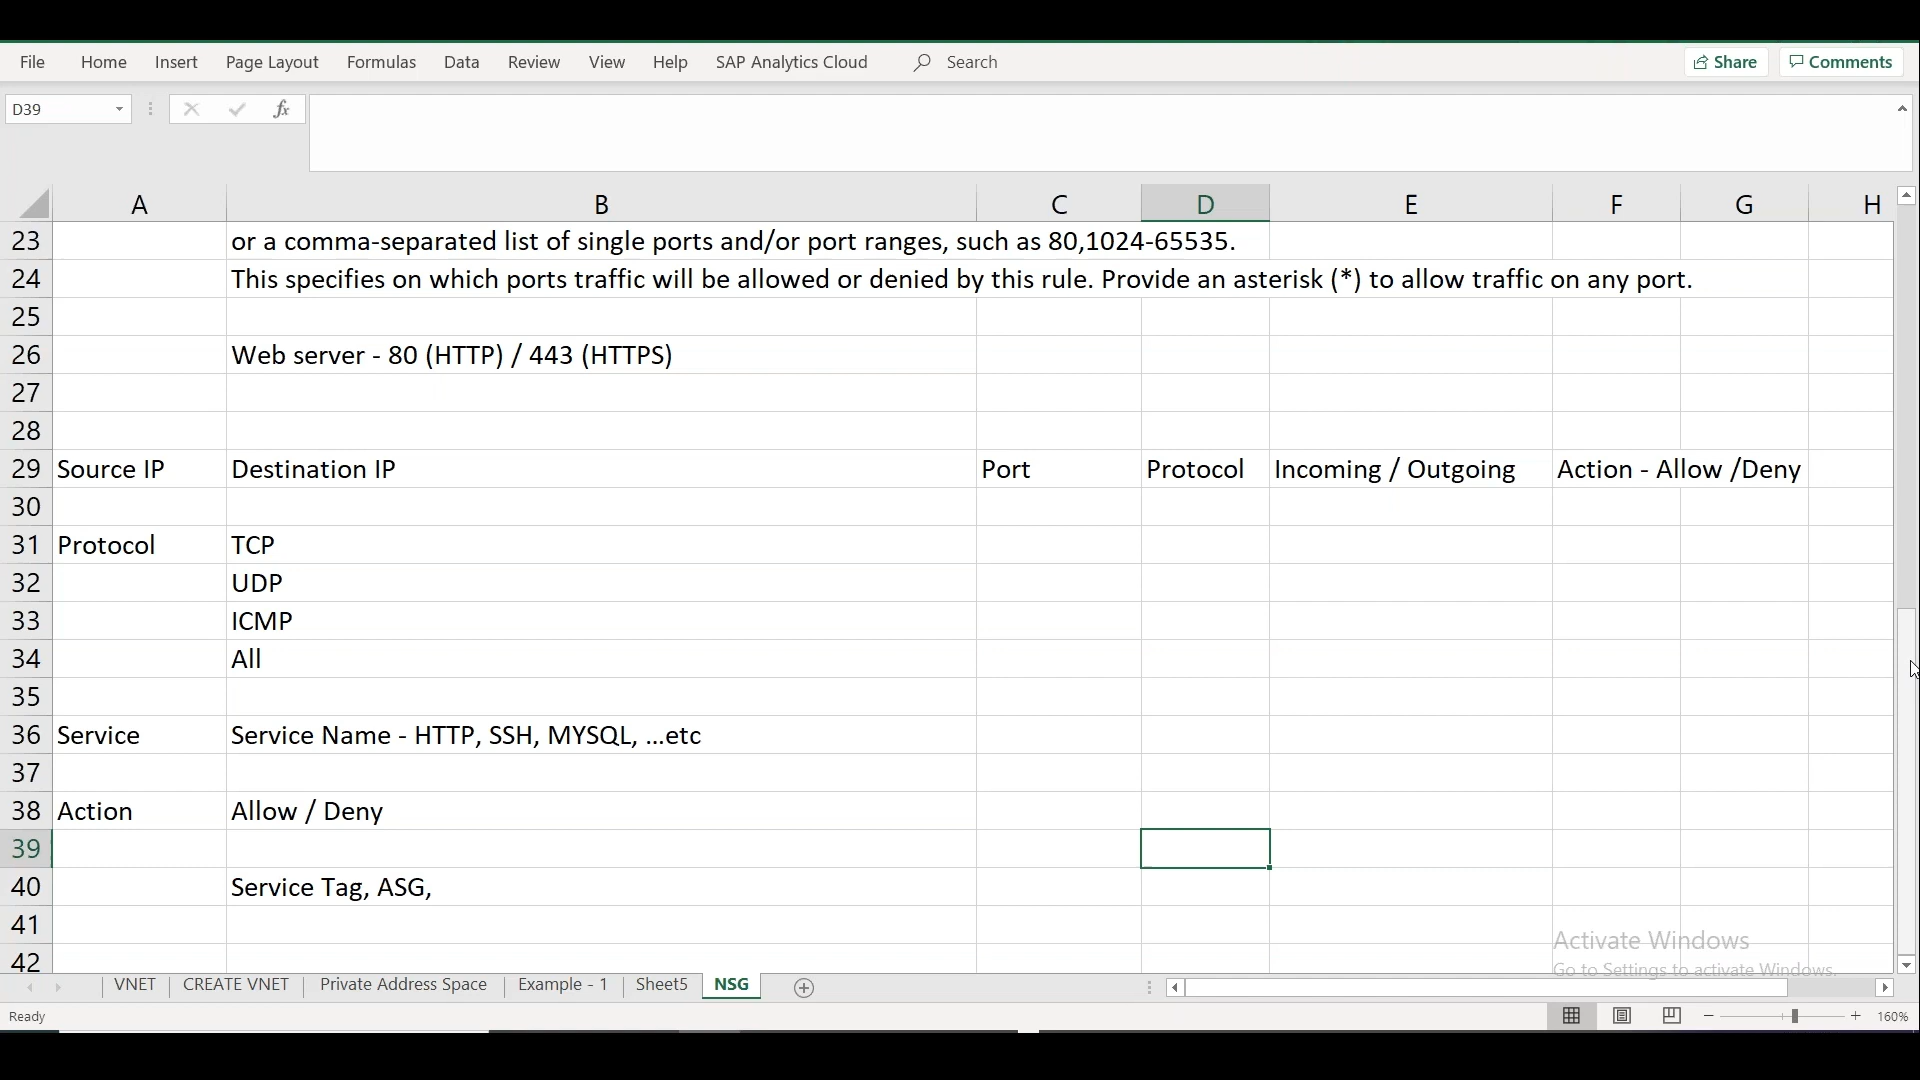 File Home Insert Page Layout Formulas Data Review View Help SAP Analytics Cloud Search Share Comments
D39 fx
A B C D E F G H
23 or a comma-separated list of single ports and/or port ranges, such as 80,1024-65535.
24 This specifies on which ports traffic will be allowed or denied by this rule. Provide an asterisk (*) to allow traffic on any port.
25
26 Web server - 80 (HTTP) / 443 (HTTPS)
27
28
29 Source IP Destination IP Port Protocol Incoming / Outgoing Action - Allow /Deny
30
31 Protocol TCP
32 UDP
33 ICMP
34 All
35
36 Service Service Name - HTTP, SSH, MYSQL, ...etc
37
38 Action Allow / Deny
39
40 Service Tag, ASG,
41
42
Activate Windows
Go to Settings to activate Windows.
VNET CREATE VNET Private Address Space Example - 1 Sheet5 NSG
Ready 160%